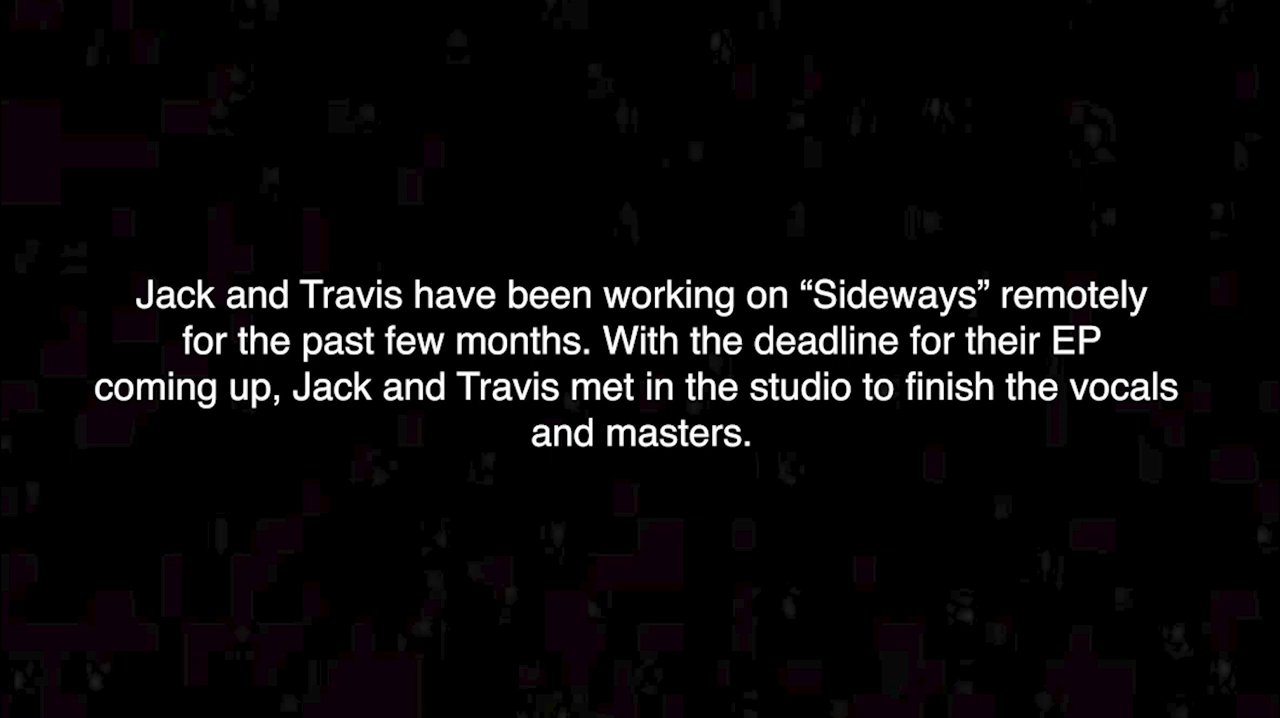 Jack and Travis have been working on “Sideways” remotely
for the past few months. With the deadline for their EP
coming up, Jack and Travis met in the studio to finish the vocals
and masters.